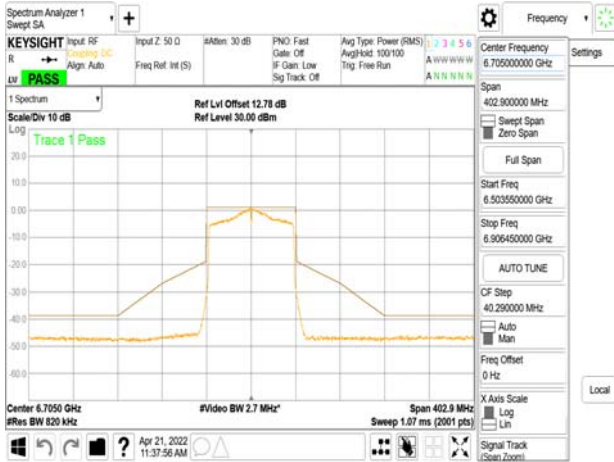 Spectrum Analyzer 1
Swept SA
Frequency
KEYSIGHT
Input: RF
Coupling: DC
Align: Auto
Input Z: 50 Ω
Freq Ref: Int (S)
#Atten: 30 dB
PNO: Fast
Gate: Off
IF Gain: Low
Sig Track: Off
Avg Type: Power (RMS)
Avg|Hold: 100/100
Trig: Free Run
1 2 3 4 5 6
A W W W W W
A N N N N N
R
LU
PASS
1 Spectrum
Scale/Div 10 dB
Ref Lvl Offset 12.78 dB
Ref Level 30.00 dBm
Log
Trace 1 Pass
20.0
10.0
0.00
-10.0
-20.0
-30.0
-40.0
-50.0
-60.0
Center 6.7050 GHz
#Res BW 820 kHz
#Video BW 2.7 MHz*
Span 402.9 MHz
Sweep 1.07 ms (2001 pts)
Apr 21, 2022
11:37:56 AM
?
Center Frequency
6.705000000 GHz
Settings
Span
402.900000 MHz
Swept Span
Zero Span
Full Span
Start Freq
6.503550000 GHz
Stop Freq
6.906450000 GHz
AUTO TUNE
CF Step
40.290000 MHz
Auto
Man
Freq Offset
0 Hz
Local
X Axis Scale
Log
Lin
Signal Track
(Span Zoom)